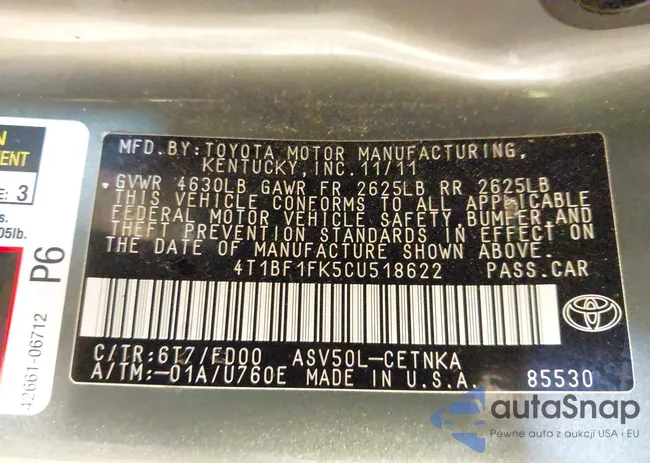 MFD. BY: TOYOTA MOTOR MANUFACTURING,
KENTUCKY, INC. 11/11
GVWR 4630LB GAWR FR 2625LB RR 2625LB
THIS VEHICLE CONFORMS TO ALL APPLICABLE
FEDERAL MOTOR VEHICLE SAFETY, BUMPER AND
THEFT PREVENTION STANDARDS IN EFFECT ON
THE DATE OF MANUFACTURE SHOWN ABOVE.
4T1BF1FK5CU518622 PASS.CAR
C/TR:6T7/FD00 ASV50L-CETNKA
A/TM:-01A/U760E MADE IN U.S.A. 85530
3
P6
42661-06712
autaSnap
Pewne auta z aukcji USA i EU